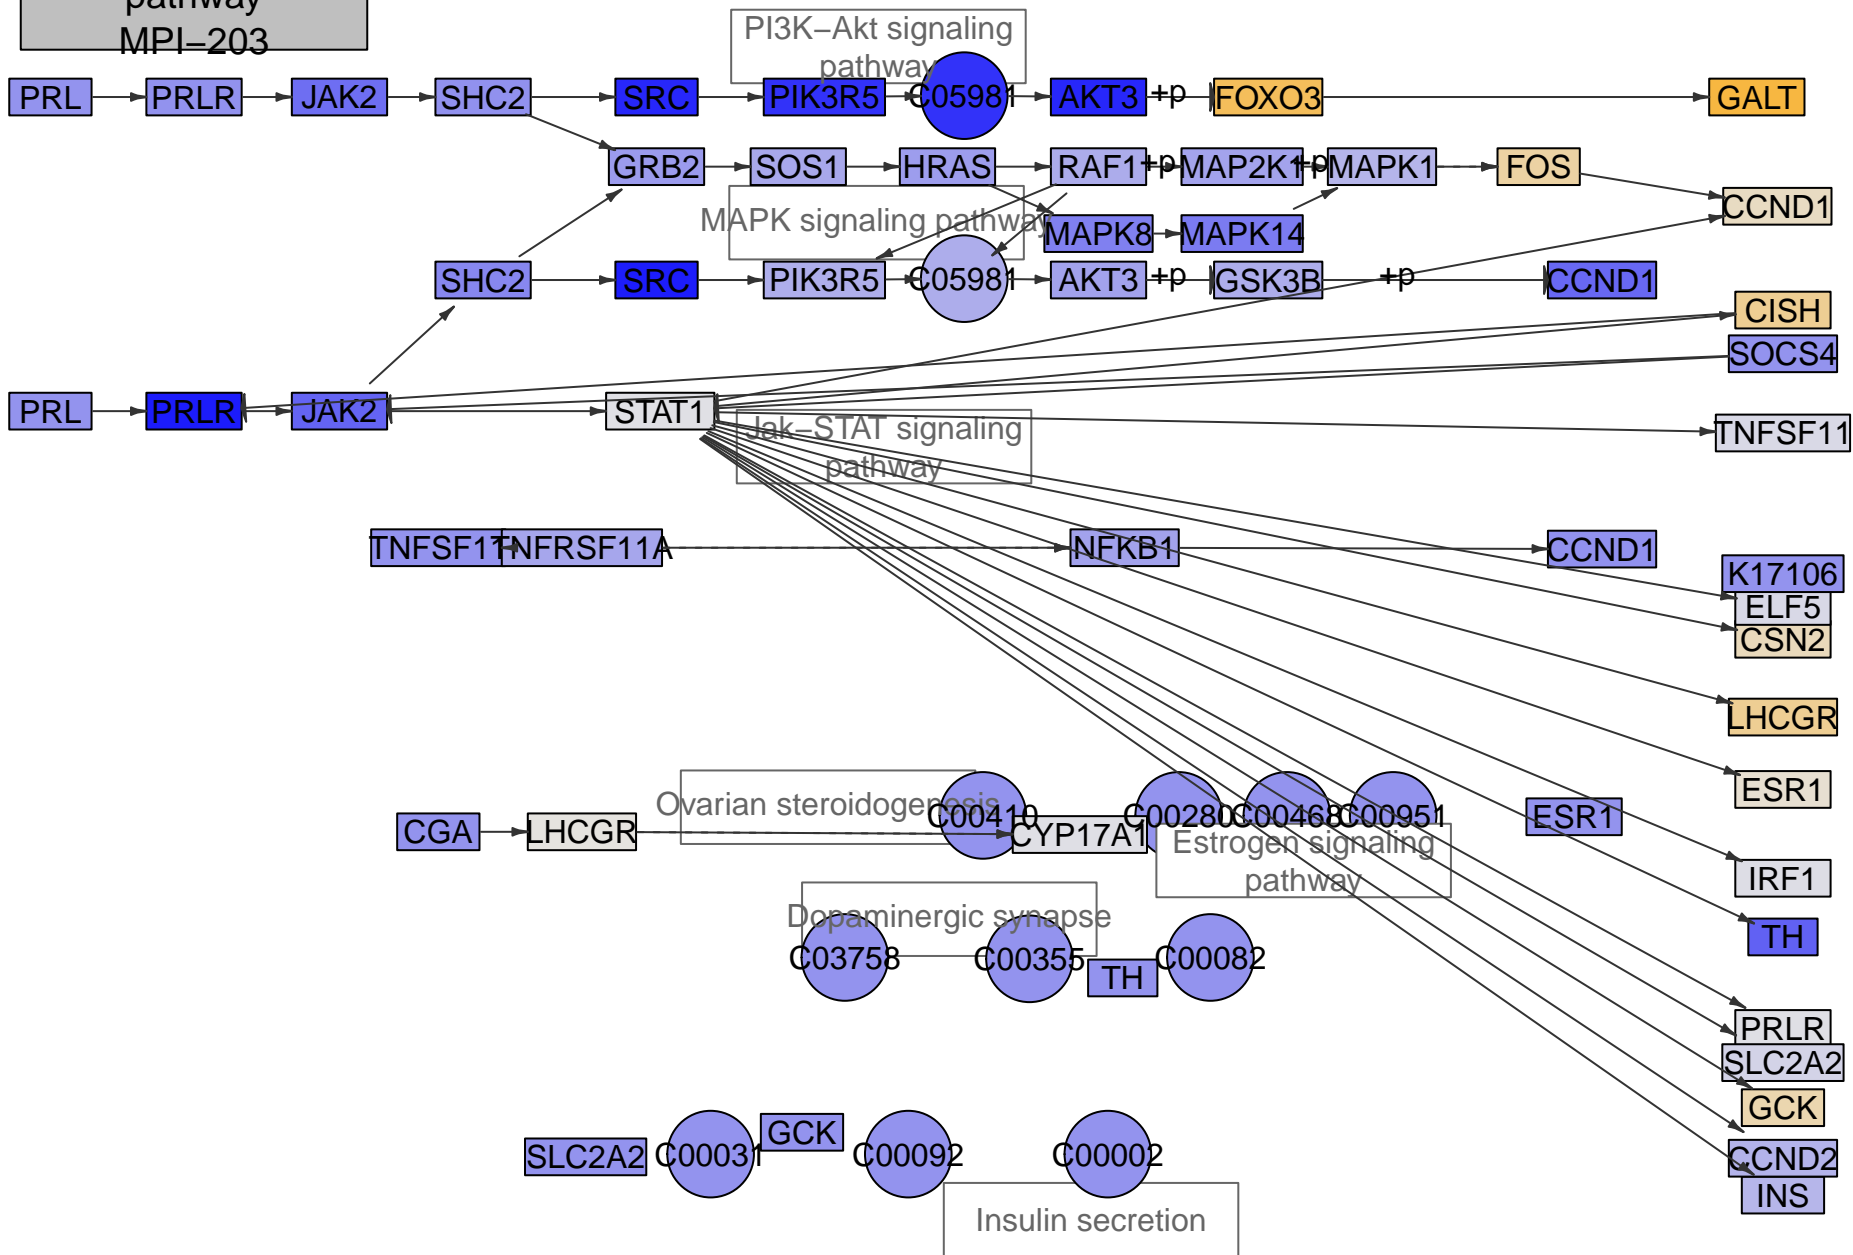 pathway
MPI−203
PI3K−Akt signaling
pathway
PRL
PRLR
JAK2
SHC2
SRC
PIK3R5
C05981
AKT3
+p
FOXO3
GALT
GRB2
SOS1
HRAS
RAF1
+p
MAP2K1
+p
MAPK1
FOS
CCND1
MAPK signaling pathway
MAPK8
MAPK14
SHC2
SRC
PIK3R5
C05981
AKT3
+p
GSK3B
+p
CCND1
CISH
SOCS4
PRL
PRLR
JAK2
STAT1
Jak−STAT signaling
pathway
TNFSF11
TNFSF11
TNFRSF11A
NFKB1
CCND1
K17106
ELF5
CSN2
LHCGR
ESR1
Ovarian steroidogenesis
C00410
C00280
C00468
C00951
ESR1
CGA
LHCGR
CYP17A1
Estrogen signaling
pathway
IRF1
Dopaminergic synapse
TH
C03758
C00355
TH
C00082
PRLR
SLC2A2
GCK
GCK
SLC2A2
C00031
C00092
C00002
CCND2
INS
Insulin secretion